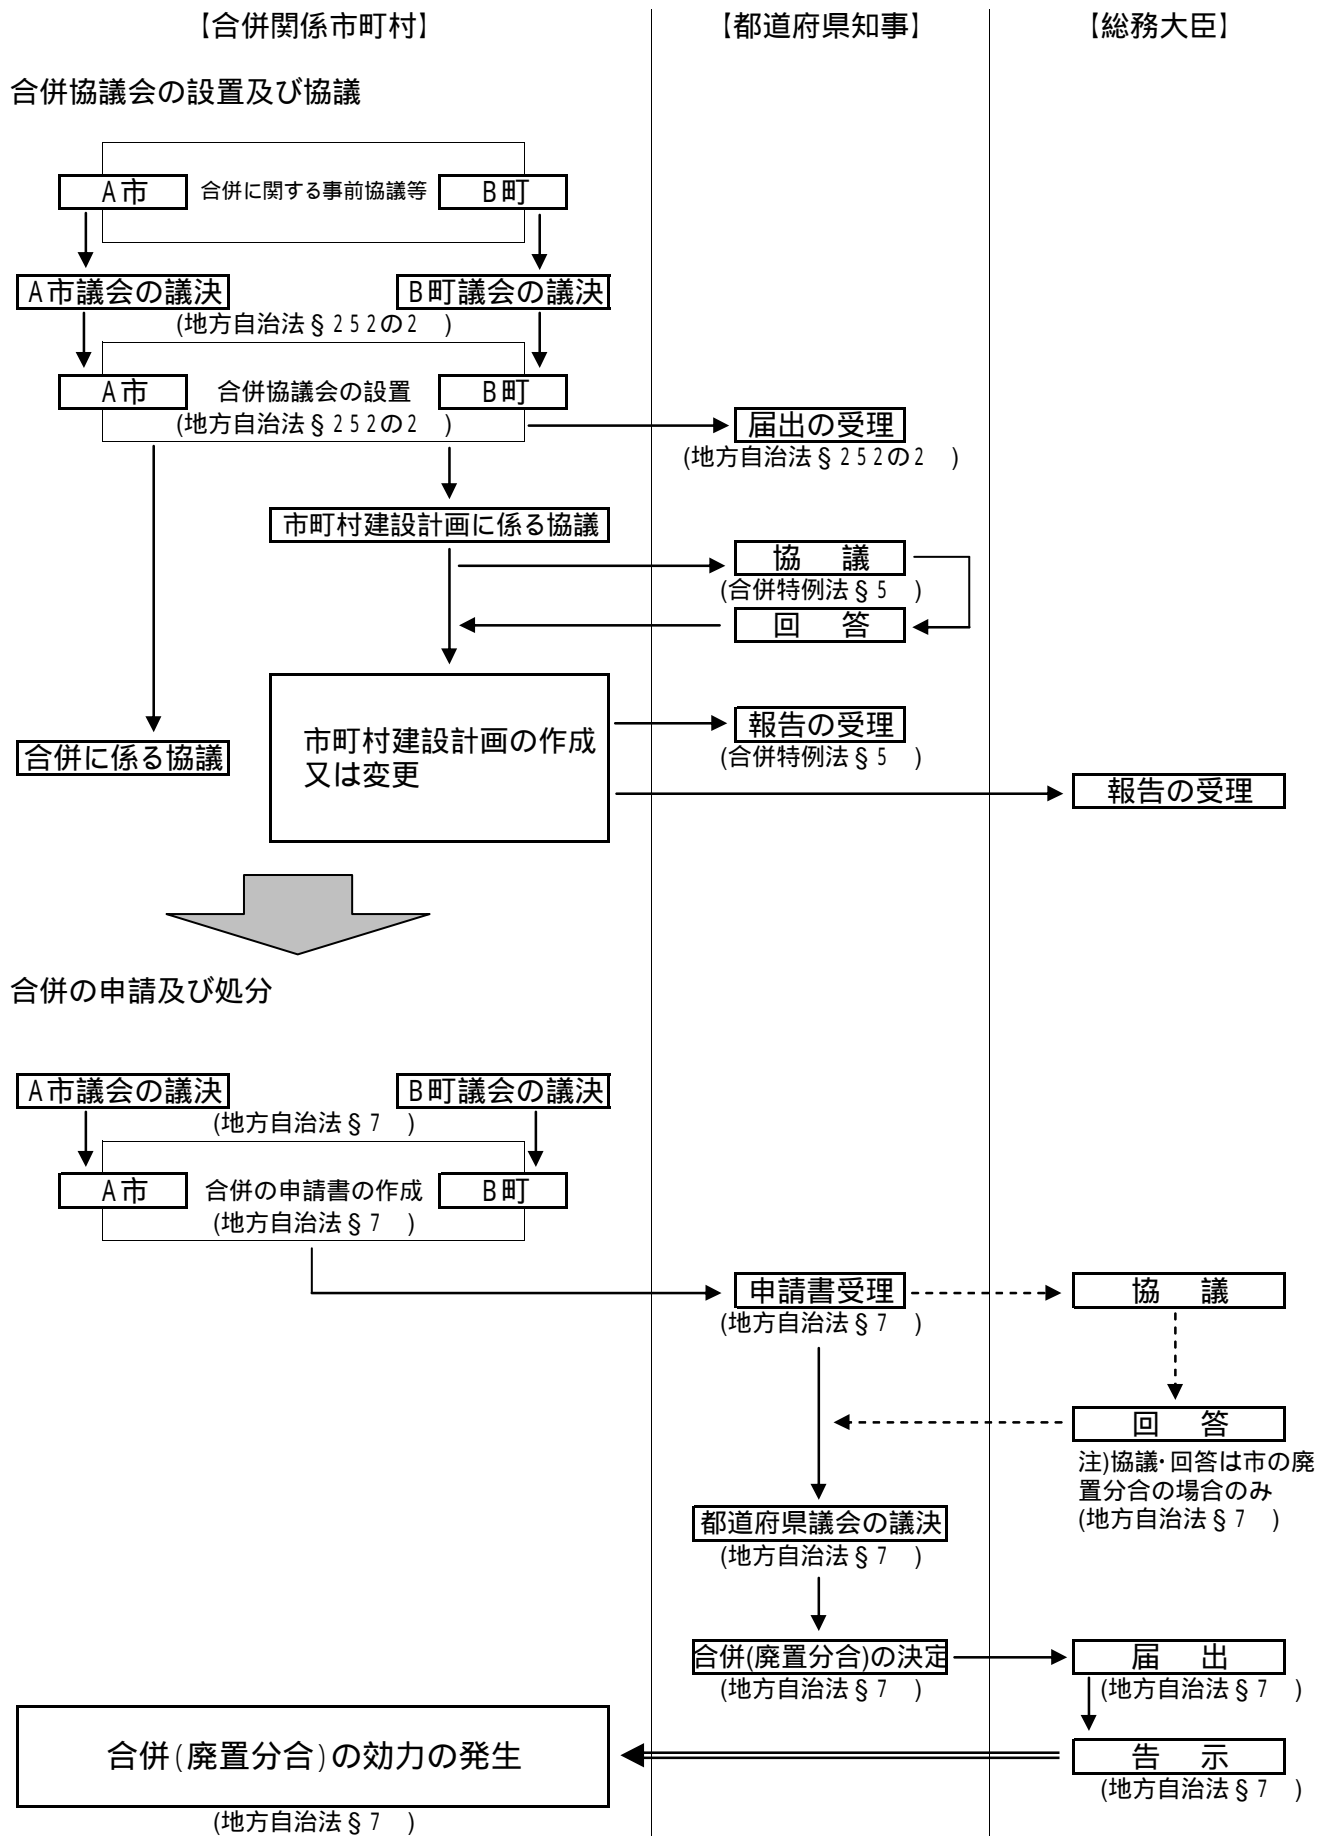 【合併関係市町村】
【都道府県知事】
【総務大臣】
合併協議会の設置及び協議
A市
合併に関する事前協議等
B町
A市議会の議決
B町議会の議決
(地方自治法§252の2　)
A市
合併協議会の設置
B町
(地方自治法§252の2　)
届出の受理
(地方自治法§252の2　)
市町村建設計画に係る協議
協　議
(合併特例法§5　)
回　答
市町村建設計画の作成
又は変更
報告の受理
(合併特例法§5　)
合併に係る協議
報告の受理
合併の申請及び処分
A市議会の議決
B町議会の議決
(地方自治法§7　)
A市
合併の申請書の作成
B町
(地方自治法§7　)
申請書受理
(地方自治法§7　)
協　議
回　答
注)協議・回答は市の廃
置分合の場合のみ
(地方自治法§7　)
都道府県議会の議決
(地方自治法§7　)
合併(廃置分合)の決定
(地方自治法§7　)
届　出
(地方自治法§7　)
合併(廃置分合)の効力の発生
(地方自治法§7　)
告　示
(地方自治法§7　)